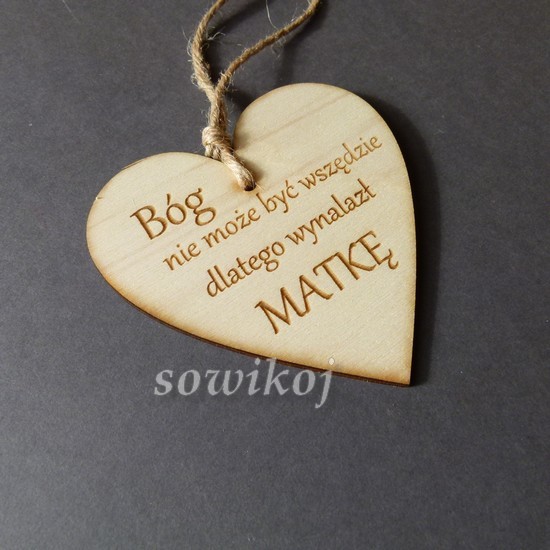 Bóg
nie może być wszędzie
dlatego wynalazł
MATKĘ
sowikoj